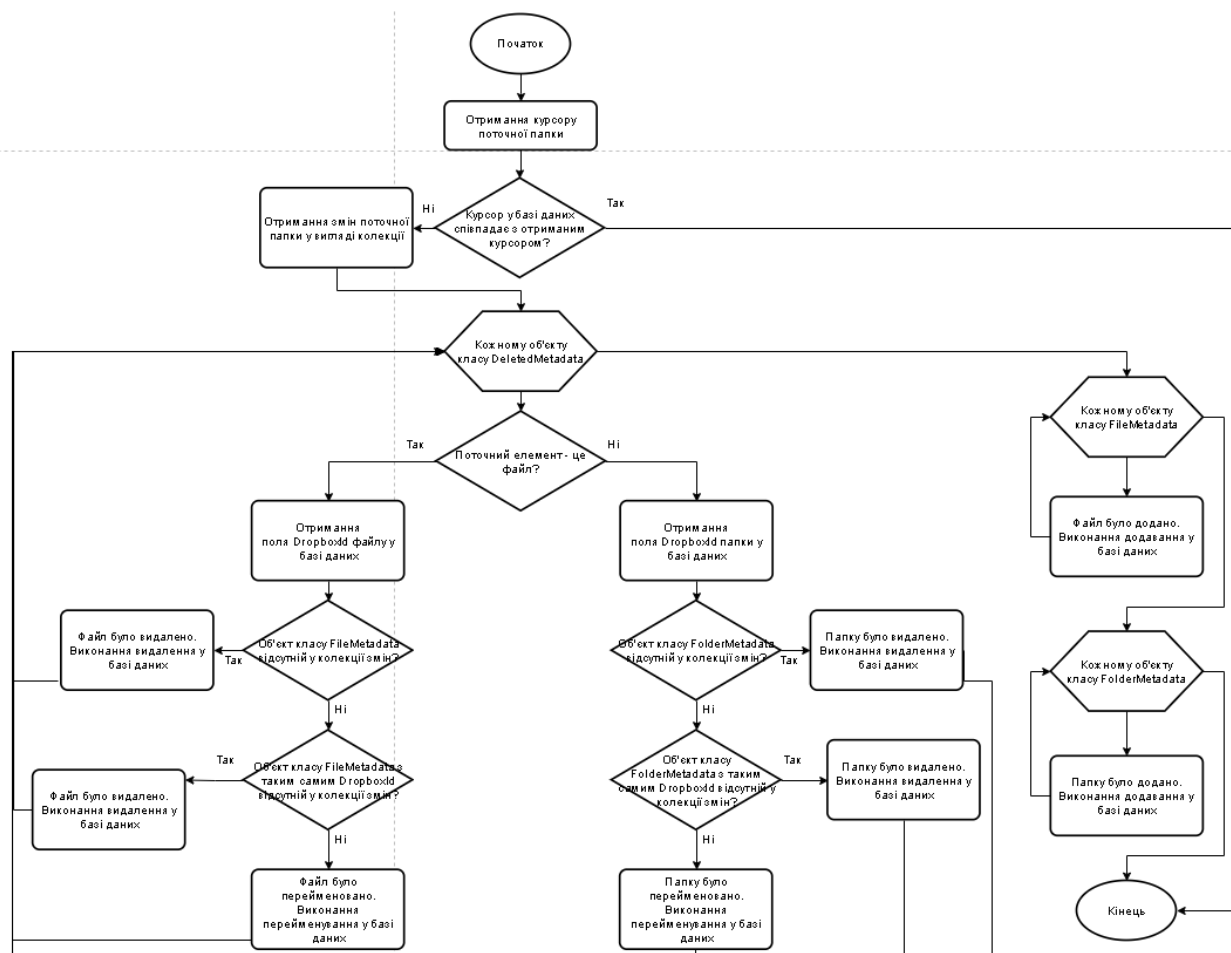 Початок
Отримання курсору
поточної папки
Курсор у базі даних
співпадає з отриманим
курсором?
Ні
Так
Отримання змін поточної
папки у вигляді колекції
Кожному об'єкту
класу DeletedMetadata
Поточний елемент - це
файл?
Так
Ні
Кожному об'єкту
класу FileMetadata
Файл було додано.
Виконання додавання у
базі даних
Отримання
поля DropboxId файлу у
базі даних
Отримання
поля DropboxId папки у
базі даних
Файл було видалено.
Виконання видалення у
базі даних
Так
Об'єкт класу FileMetadata
відсутній у колекції змін?
Ні
Об'єкт класу FolderMetadata
відсутній у колекції змін?
Так
Ні
Папку було видалено.
Виконання видалення у
базі даних
Кожному об'єкту
класу FolderMetadata
Файл було видалено.
Виконання видалення у
базі даних
Так
Об'єкт класу FileMetadata з
таким самим DropboxId
відсутній у колекції змін?
Ні
Об'єкт класу
FolderMetadata з таким
самим DropboxId відсутній у
колекції змін?
Так
Ні
Папку було видалено.
Виконання видалення у
базі даних
Папку було додано.
Виконання додавання у
базі даних
Файл було
перейменовано.
Виконання
перейменування у базі
даних
Папку було
перейменовано.
Виконання
перейменування у базі
даних
Кінець